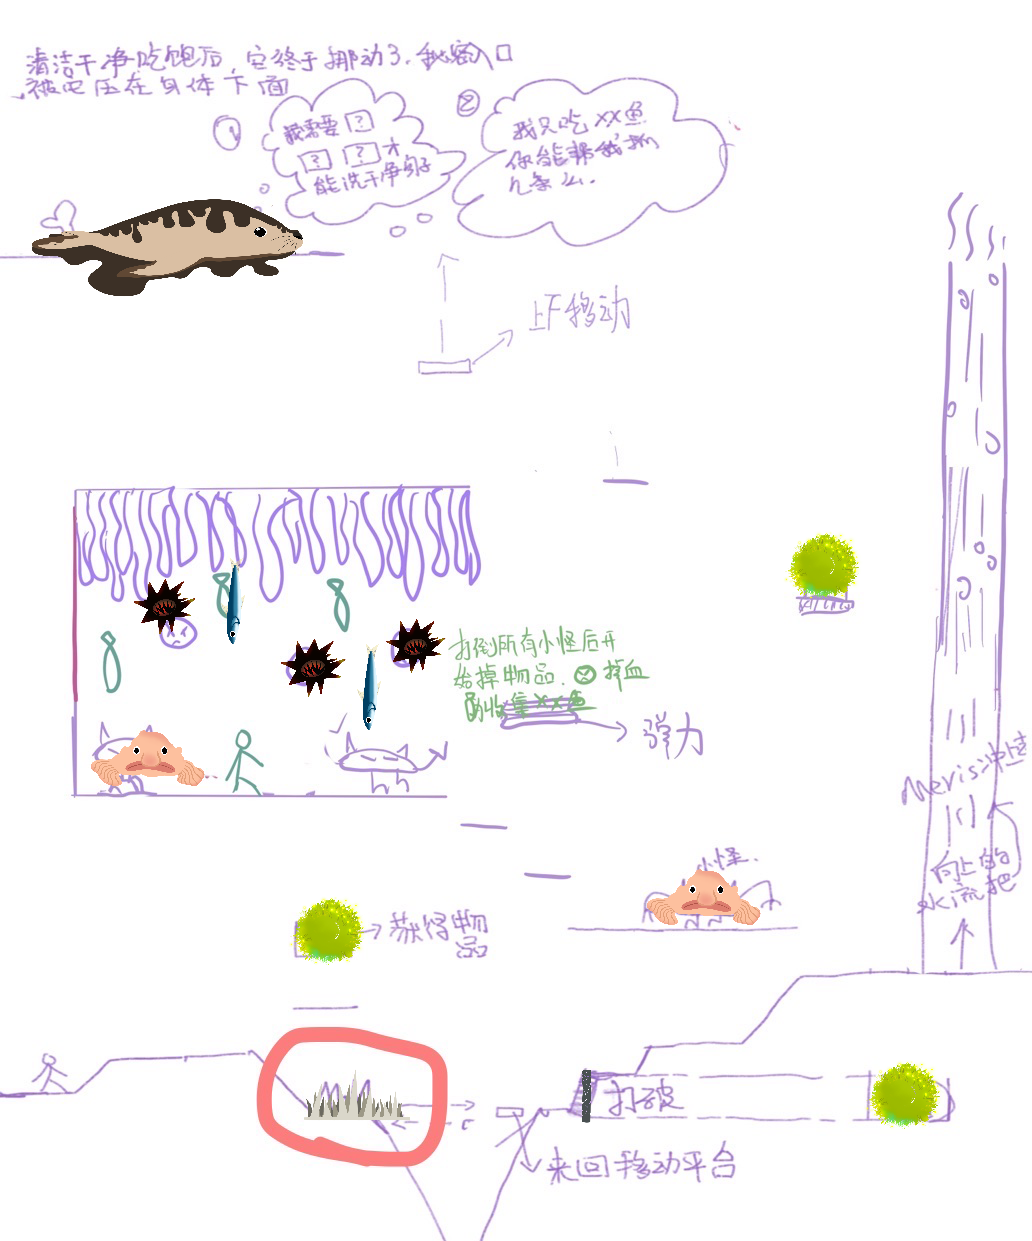 清洁干净吃饱后，它终于挪动了，秘密入口
被它压在身体下面
①
我需要 ?
? ? 才
能洗干净身子
②
我只吃 XX鱼
你能帮我抓
几条么.
上下移动
打倒所有小怪后开
始掉物品. ② 掉血
收集XX鱼
弹力
Meris冲过
向上的
水流把
小怪.
获得物
品
打破
来回移动平台